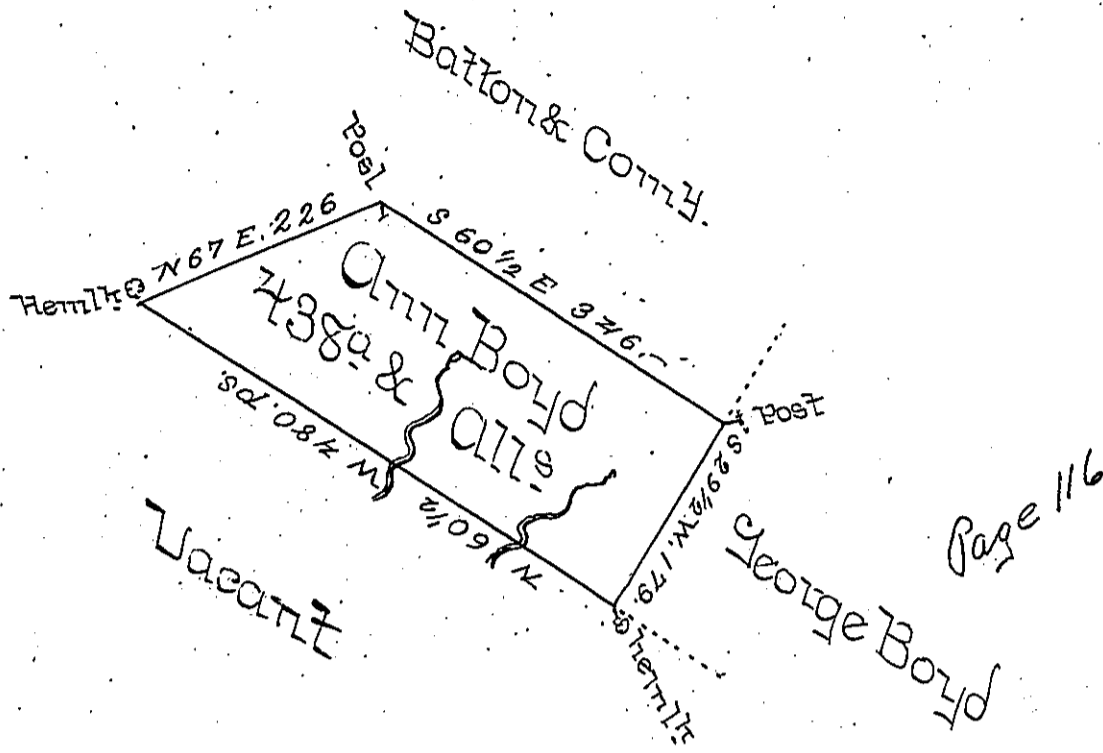 Batton & Comy.
Post
N 67 E. 226
S 60 1/2 E 346.
Hemlk
Ann Boyd
438a & Alls
Post
S 29 1/2 W. 179.
N 60 1/2 W 480. ps.
Vacant
George Boyd
Page 116
hemlk